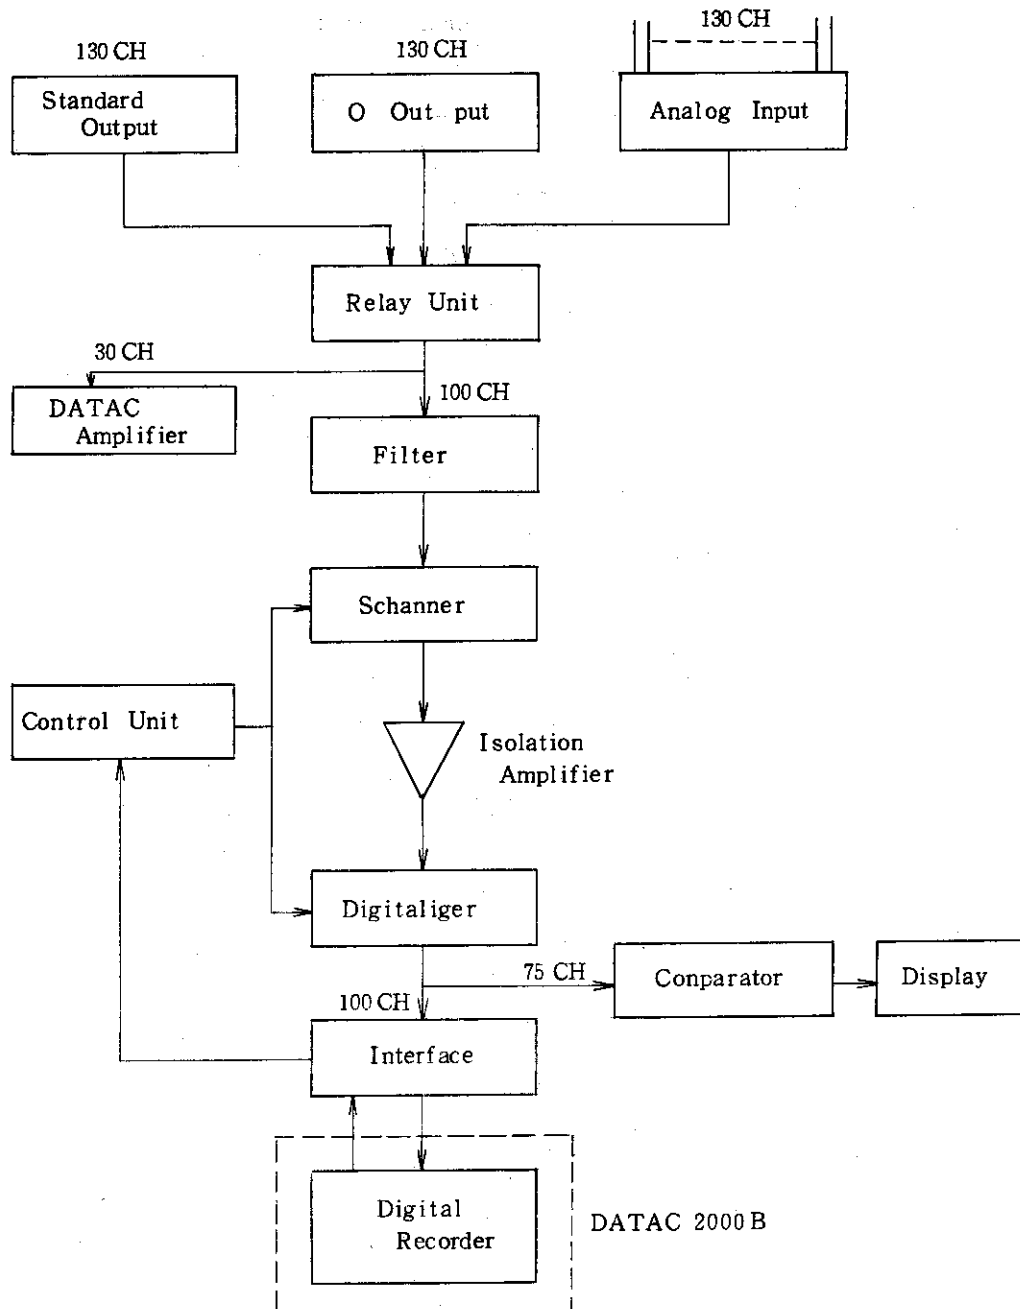 130 CH
130 CH
130 CH
Standard
Output
O Out put
Analog Input
Relay Unit
30 CH
100 CH
DATAC
Amplifier
Filter
Schanner
Control Unit
Isolation
Amplifier
Digitaliger
75 CH
Conparator
Display
100 CH
Interface
Digital
Recorder
DATAC 2000 B